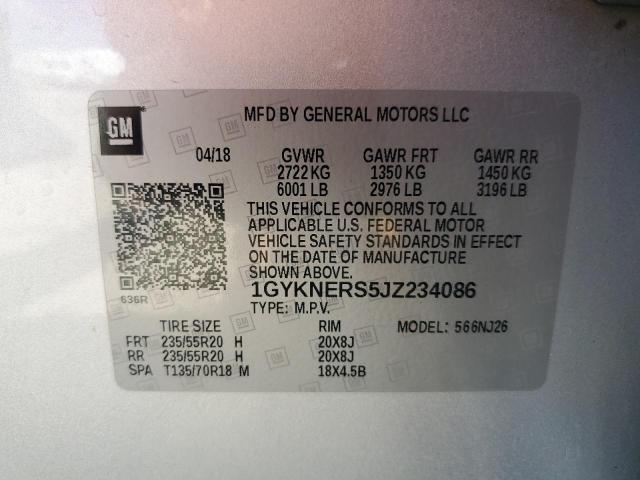 GM
MFD BY GENERAL MOTORS LLC
04/18 GVWR GAWR FRT GAWR RR
2722 KG 1350 KG 1450 KG
6001 LB 2976 LB 3196 LB
THIS VEHICLE CONFORMS TO ALL
APPLICABLE U.S. FEDERAL MOTOR
VEHICLE SAFETY STANDARDS IN EFFECT
ON THE DATE OF MANUFACTURE
SHOWN ABOVE.
636R
1GYKNERS5JZ234086
TYPE: M.P.V.
TIRE SIZE RIM MODEL: 566NJ26
FRT 235/55R20 H 20X8J
RR 235/55R20 H 20X8J
SPA T135/70R18 M 18X4.5B